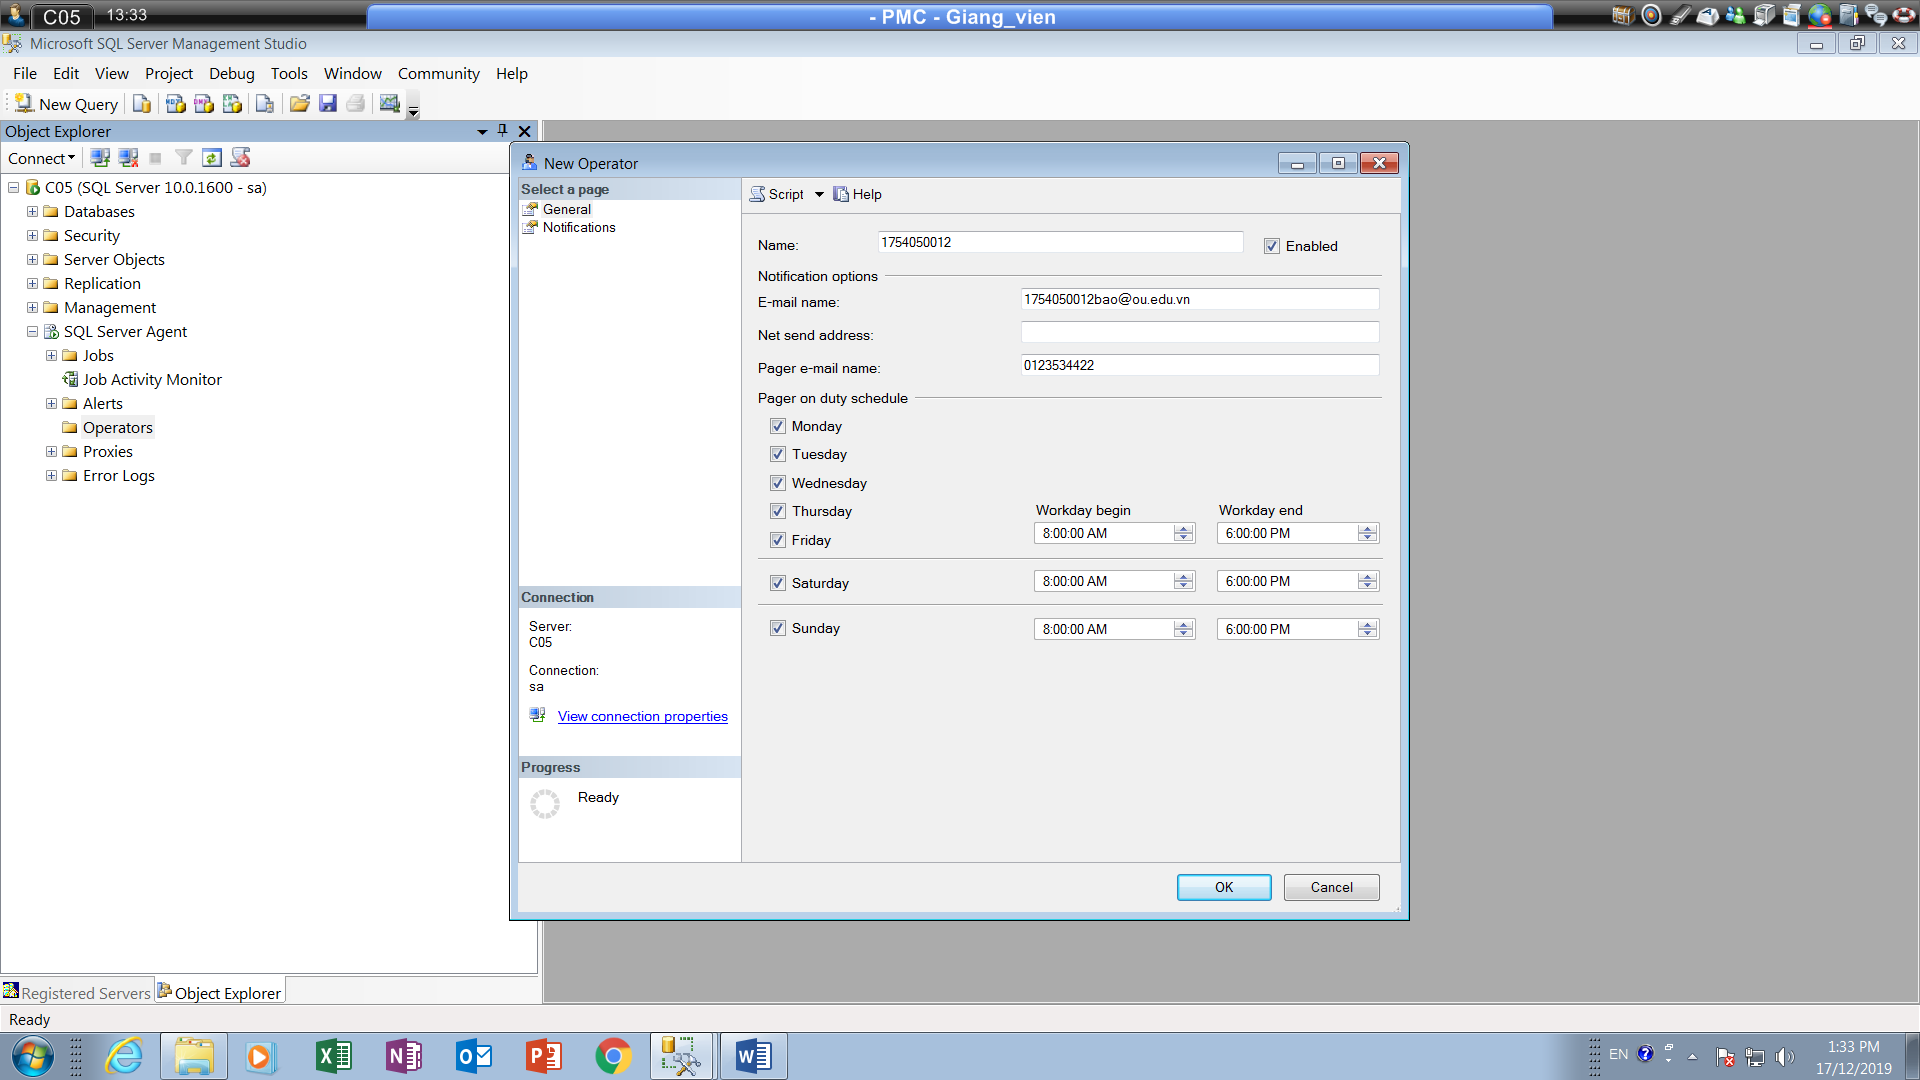 C05
13:33
- PMC - Giang_vien
Microsoft SQL Server Management Studio
File Edit View Project Debug Tools Window Community Help
New Query
Object Explorer
Connect
C05 (SQL Server 10.0.1600 - sa)
Databases
Security
Server Objects
Replication
Management
SQL Server Agent
Jobs
Job Activity Monitor
Alerts
Operators
Proxies
Error Logs
Registered Servers
Object Explorer
Ready
New Operator
Select a page
General
Notifications
Connection
Server:
C05
Connection:
sa
View connection properties
Progress
Ready
Script Help
Name: 1754050012 Enabled
Notification options
E-mail name: 1754050012bao@ou.edu.vn
Net send address:
Pager e-mail name: 0123534422
Pager on duty schedule
Monday
Tuesday
Wednesday
Thursday
Workday begin Workday end
8:00:00 AM 6:00:00 PM
Friday
Saturday 8:00:00 AM 6:00:00 PM
Sunday 8:00:00 AM 6:00:00 PM
OK Cancel
EN
1:33 PM
17/12/2019